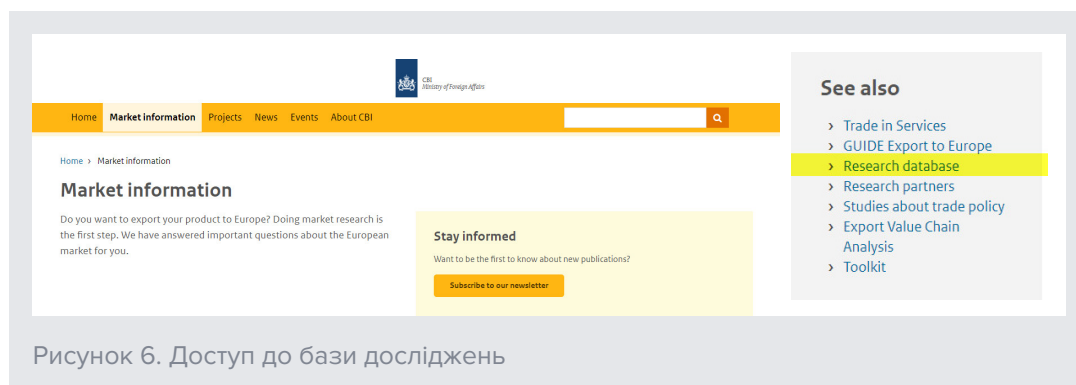 CBI
Ministry of Foreign Affairs
Home Market information Projects News Events About CBI
Home › Market information
Market information
Do you want to export your product to Europe? Doing market research is
the first step. We have answered important questions about the European
market for you.
Stay informed
Want to be the first to know about new publications?
Subscribe to our newsletter
See also
› Trade in Services
› GUIDE Export to Europe
› Research database
› Research partners
› Studies about trade policy
› Export Value Chain
Analysis
› Toolkit
Рисунок 6. Доступ до бази досліджень